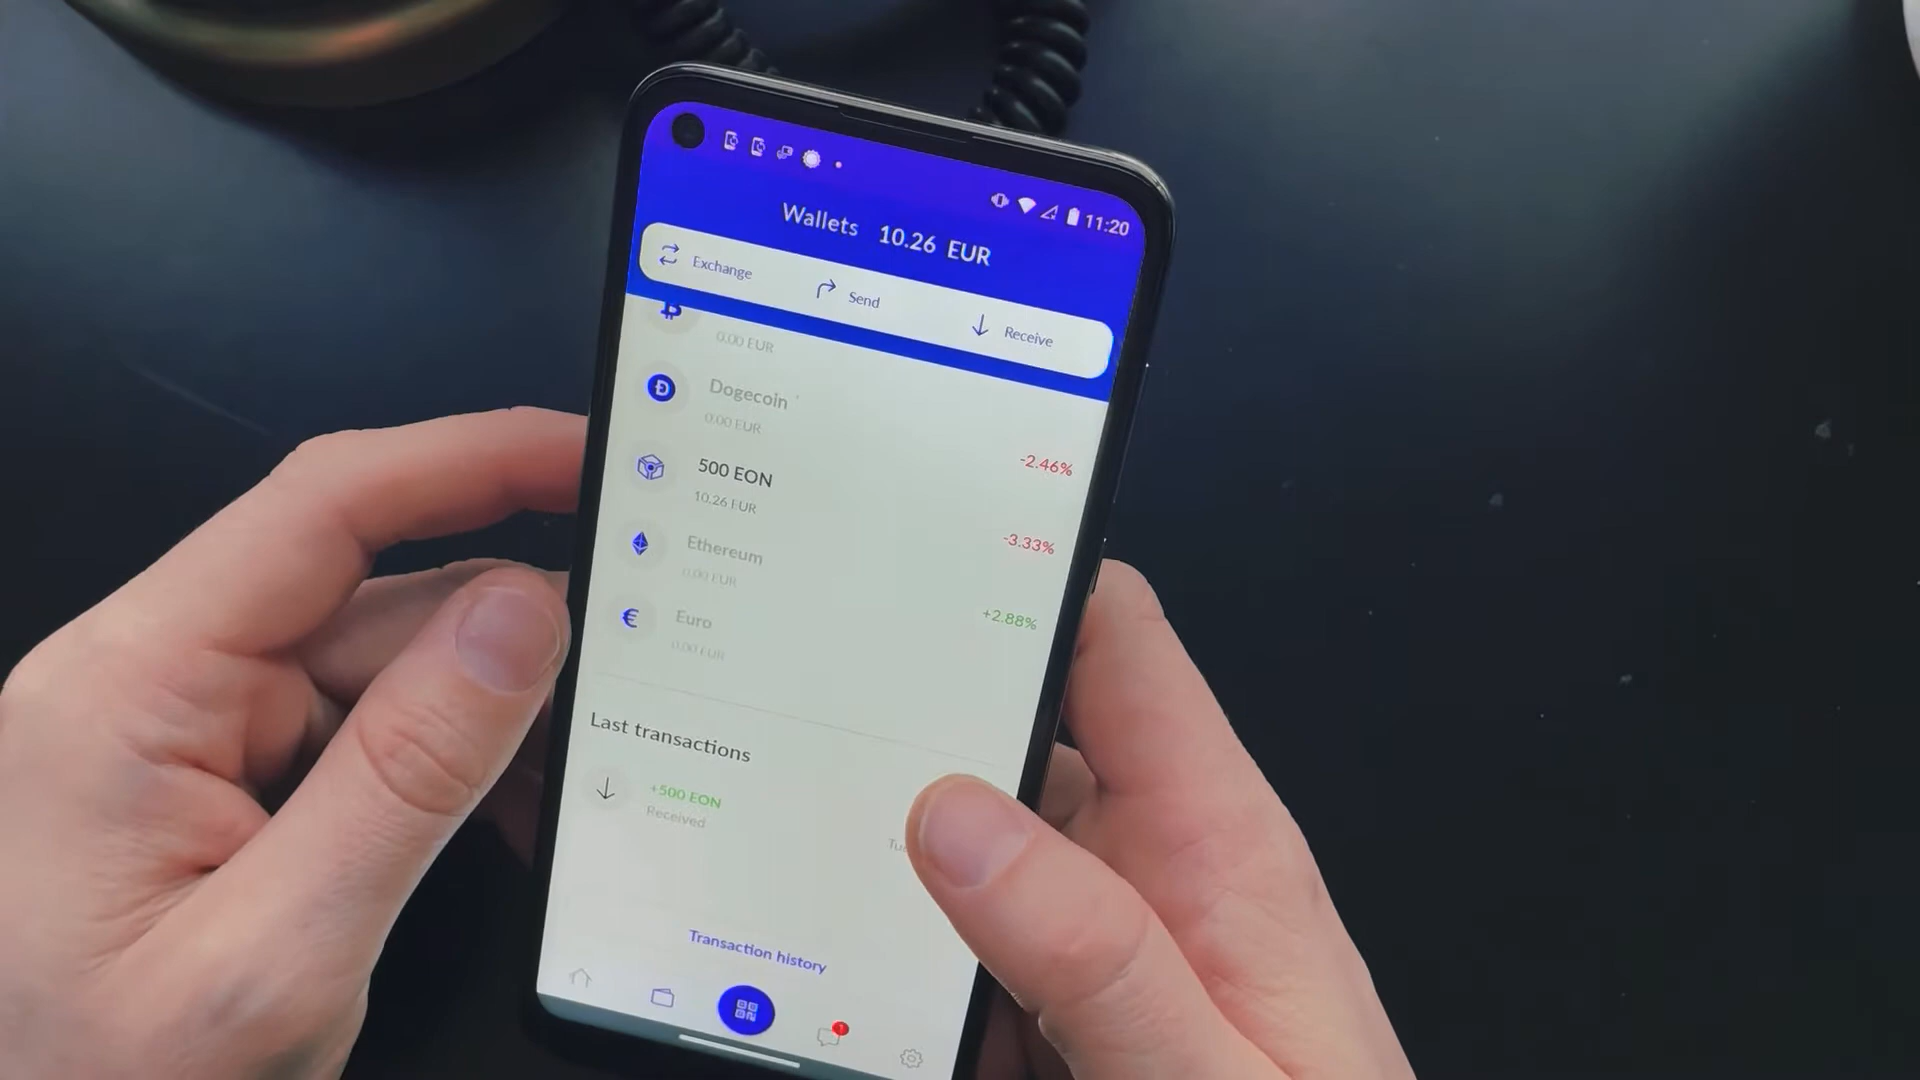 11:20
Wallets 10.26 EUR
Exchange
Send
Receive
0.00 EUR
Dogecoin
0.00 EUR
-2.46%
500 EON
10.26 EUR
-3.33%
Ethereum
0.00 EUR
+2.88%
Euro
0.00 EUR
Last transactions
+500 EON
Received
Transaction history